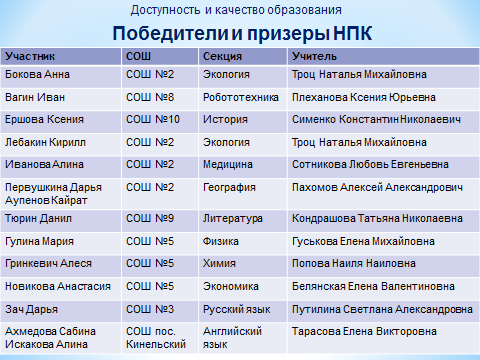 Доступность и качество образования
Победители и призеры НПК
Участник СОШ Секция Учитель
Бокова Анна СОШ №2 Экология Троц Наталья Михайловна
Вагин Иван СОШ №8 Робототехника Плеханова Ксения Юрьевна
Ершова Ксения СОШ №10 История Сименко Константин Николаевич
Лебакин Кирилл СОШ №2 Экология Троц Наталья Михайловна
Иванова Алина СОШ №2 Медицина Сотникова Любовь Евгеньевна
Первушкина Дарья СОШ №2 География Пахомов Алексей Александрович
Аупенов Кайрат
Тюрин Данил СОШ №9 Литература Кондрашова Татьяна Николаевна
Гулина Мария СОШ №5 Физика Гуськова Елена Михайловна
Гринкевич Алеся СОШ №5 Химия Попова Наиля Наиловна
Новикова Анастасия СОШ №5 Экономика Белянская Елена Валентиновна
Зач Дарья СОШ №3 Русский язык Путилина Светлана Александровна
Ахмедова Сабина СОШ пос. Английский Тарасова Елена Викторовна
Искакова Алина Кинельский язык